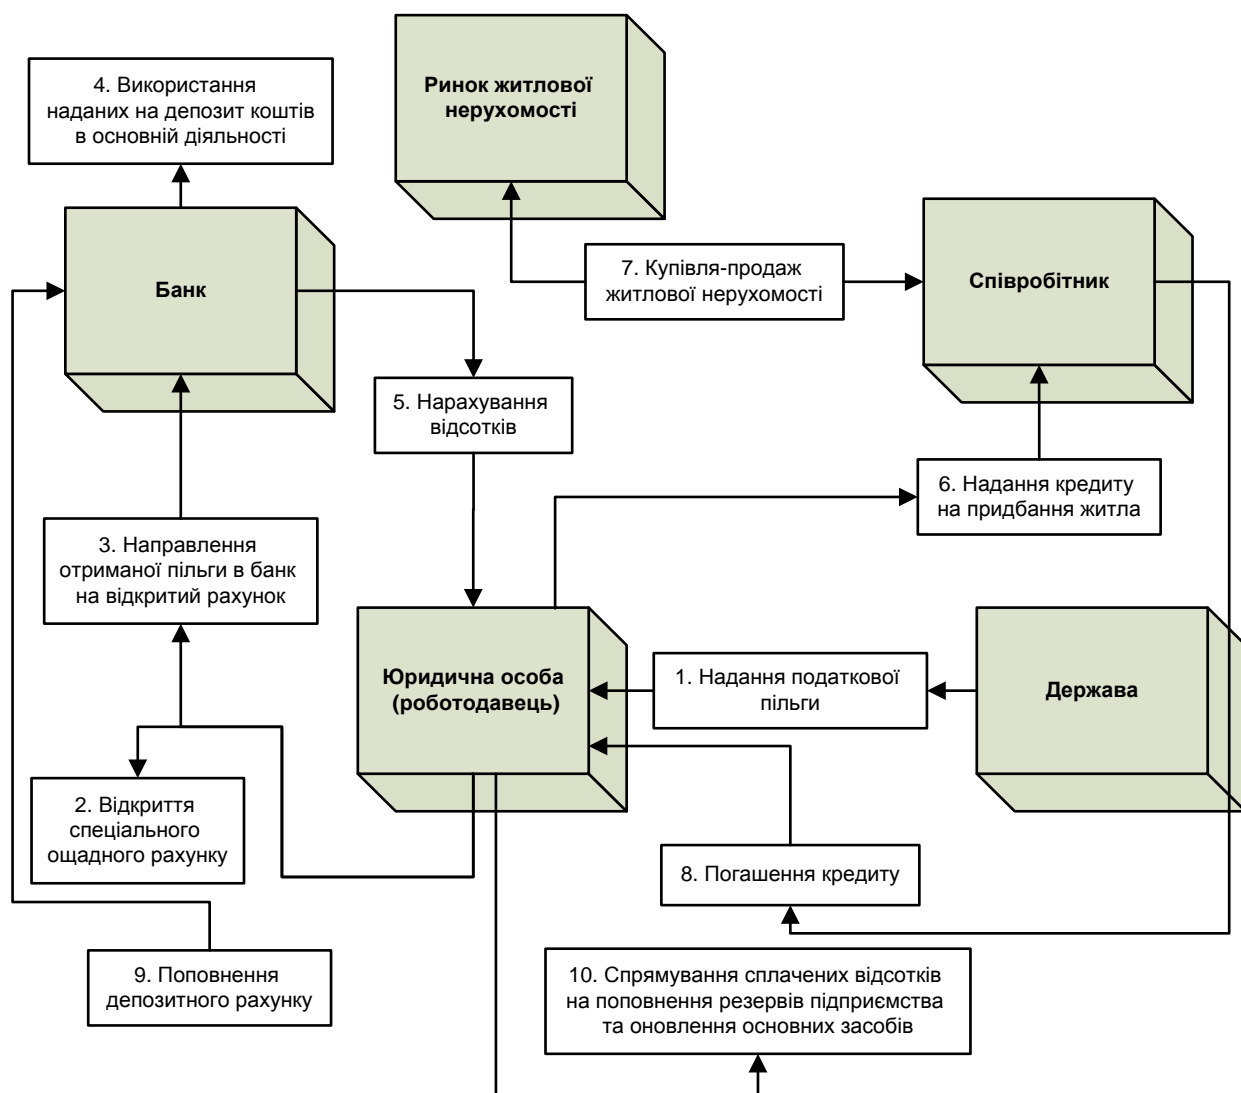 4. Використання
наданих на депозит коштів
в основній діяльності
Ринок житлової
нерухомості
Банк
7. Купівля-продаж
житлової нерухомості
Співробітник
5. Нарахування
відсотків
6. Надання кредиту
на придбання житла
3. Направлення
отриманої пільги в банк
на відкритий рахунок
Юридична особа
(роботодавець)
1. Надання податкової
пільги
Держава
2. Відкриття
спеціального
ощадного рахунку
8. Погашення кредиту
9. Поповнення
депозитного рахунку
10. Спрямування сплачених відсотків
на поповнення резервів підприємства
та оновлення основних засобів